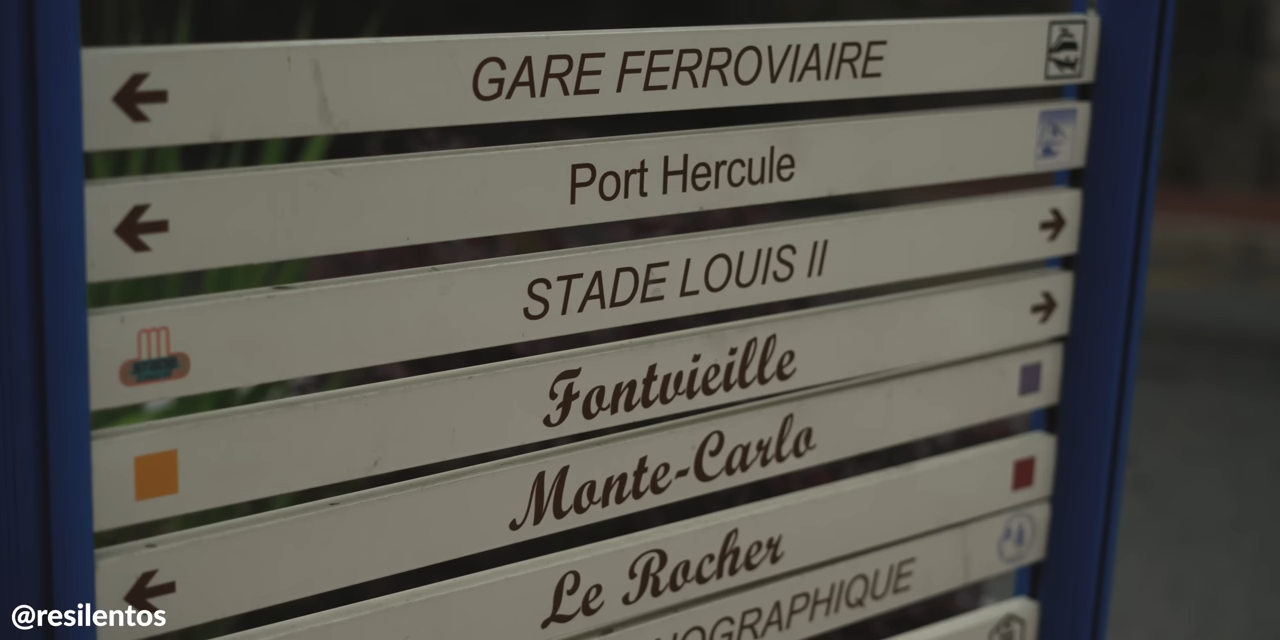 GARE FERROVIAIRE
Port Hercule
STADE LOUIS II
Fontvieille
Monte-Carlo
Le Rocher
@resilentos